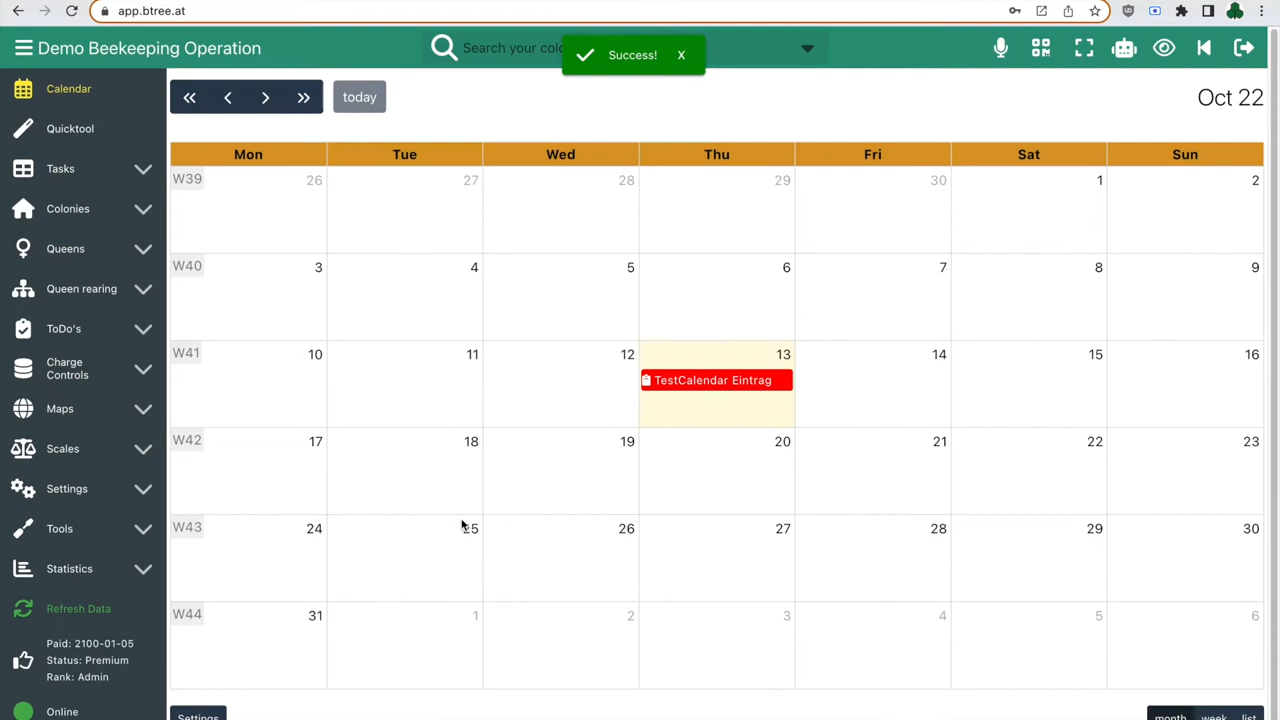 app.btree.at
Demo Beekeeping Operation
Search your colo
Success! X
Calendar
Quicktool
Tasks
Colonies
Queens
Queen rearing
ToDo's
Charge
Controls
Maps
Scales
Settings
Tools
Statistics
Refresh Data
Paid: 2100-01-05
Status: Premium
Rank: Admin
Online
today
Oct 22
Mon Tue Wed Thu Fri Sat Sun
W39 26 27 28 29 30 1 2
W40 3 4 5 6 7 8 9
W41 10 11 12 13 14 15 16
TestCalendar Eintrag
W42 17 18 19 20 21 22 23
W43 24 25 26 27 28 29 30
W44 31 1 2 3 4 5 6
Settings
month week list